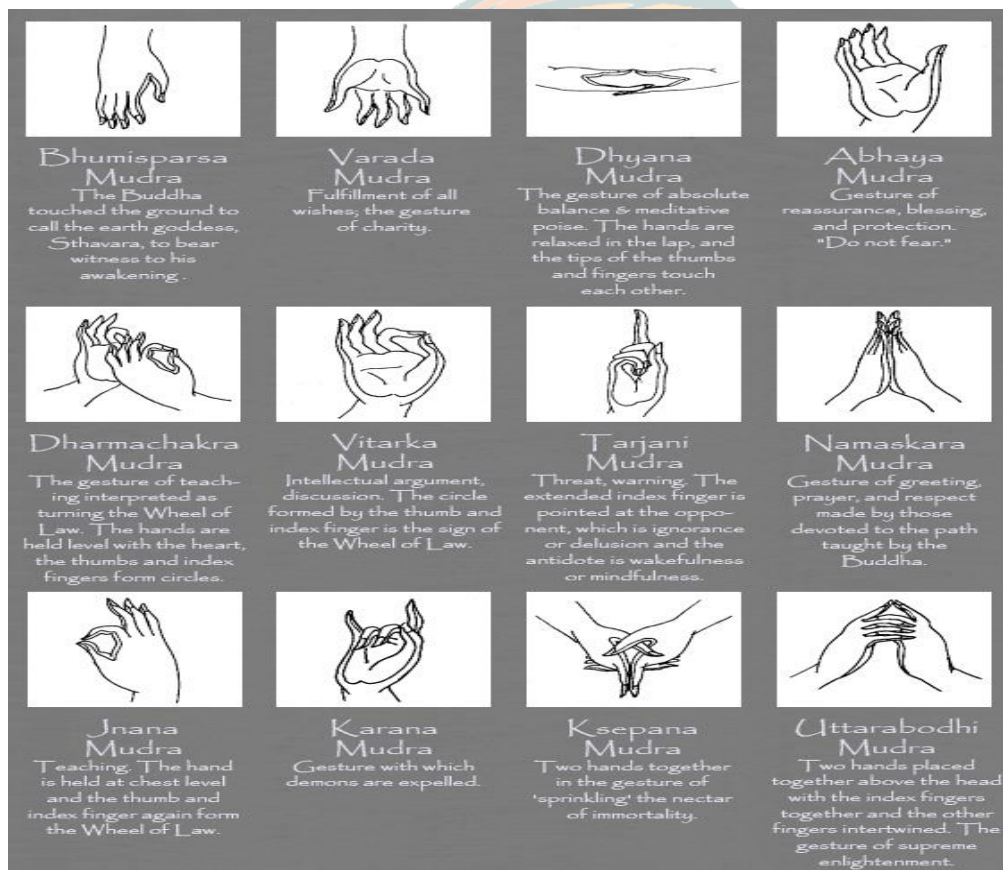 Bhumisparsa
Mudra
The Buddha
touched the ground to
call the earth goddess,
Sthavara, to bear
witness to his
awakening .
Varada
Mudra
Fulfillment of all
wishes; the gesture
of charity.
Dhyana
Mudra
The gesture of absolute
balance & meditative
poise. The hands are
relaxed in the lap, and
the tips of the thumbs
and fingers touch
each other.
Abhaya
Mudra
Gesture of
reassurance, blessing,
and protection.
"Do not fear."
Dharmachakra
Mudra
The gesture of teach-
ing interpreted as
turning the Wheel of
Law. The hands are
held level with the heart,
the thumbs and index
fingers form circles.
Vitarka
Mudra
Intellectual argument,
discussion. The circle
formed by the thumb and
index finger is the sign of
the Wheel of Law.
Tarjani
Mudra
Threat, warning. The
extended index finger is
pointed at the oppo-
nent, which is ignorance
or delusion and the
antidote is wakefulness
or mindfulness.
Namaskara
Mudra
Gesture of greeting,
prayer, and respect
made by those
devoted to the path
taught by the
Buddha.
Jnana
Mudra
Teaching. The hand
is held at chest level
and the thumb and
index finger again form
the Wheel of Law.
Karana
Mudra
Gesture with which
demons are expelled.
Ksepana
Mudra
Two hands together
in the gesture of
'sprinkling' the nectar
of immortality.
Uttarabodhi
Mudra
Two hands placed
together above the head
with the index fingers
together and the other
fingers intertwined. The
gesture of supreme
enlightenment.